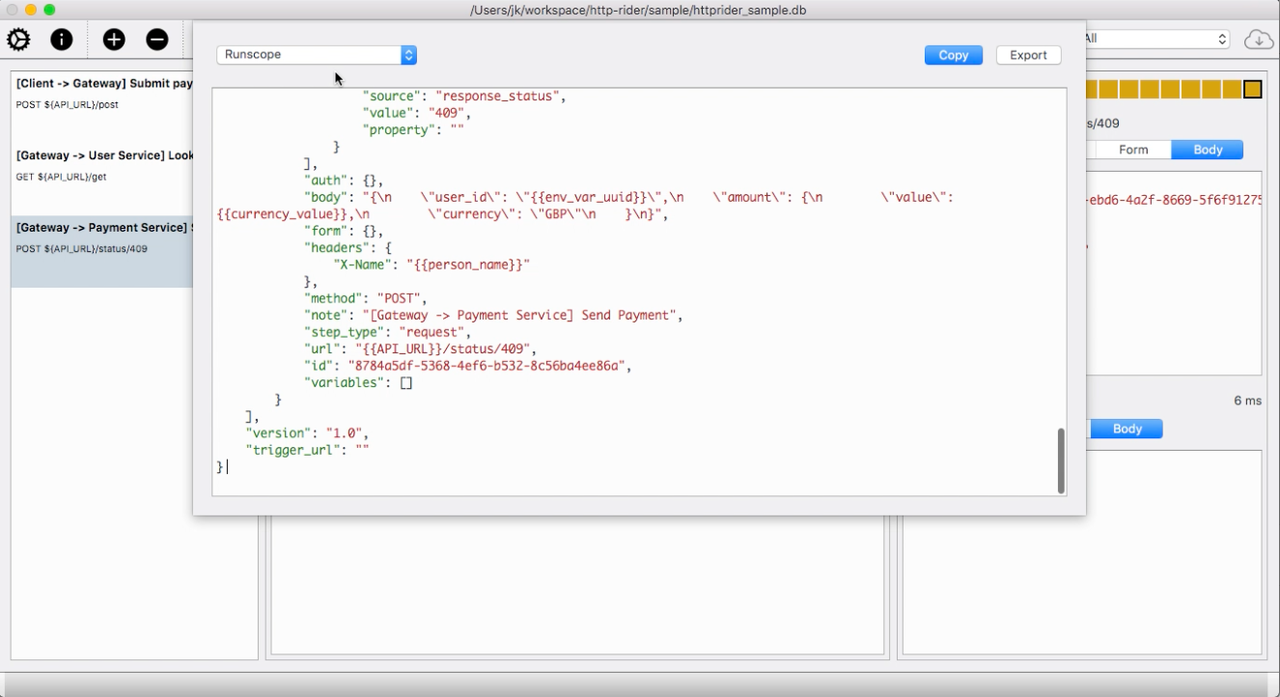 /Users/jk/workspace/http-rider/sample/httprider_sample.db
Runscope
Copy
Export
All
[Client -> Gateway] Submit pay
POST ${API_URL}/post
[Gateway -> User Service] Look
GET ${API_URL}/get
[Gateway -> Payment Service] S
POST ${API_URL}/status/409
"source": "response_status",
"value": "409",
"property": ""
}
],
"auth": {},
"body": "{\n    \"user_id\": \"{{env_var_uuid}}\",\n    \"amount\": {\n        \"value\":
{{currency_value}},\n        \"currency\": \"GBP\"\n    }\n}",
"form": {},
"headers": {
"X-Name": "{{person_name}}"
},
"method": "POST",
"note": "[Gateway -> Payment Service] Send Payment",
"step_type": "request",
"url": "{{API_URL}}/status/409",
"id": "8784a5df-5368-4ef6-b532-8c56ba4ee86a",
"variables": []
}
],
"version": "1.0",
"trigger_url": ""
}
s/409
Form
Body
-ebd6-4a2f-8669-5f6f91275
6 ms
Body